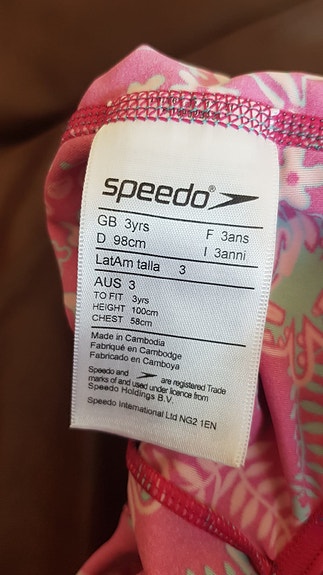 speedo®
GB 3yrs F 3ans
D 98cm I 3anni
LatAm talla 3
AUS 3
TO FIT 3yrs
HEIGHT 100cm
CHEST 58cm
Made in Cambodia
Fabriqué en Cambodge
Fabricado en Camboya
Speedo and are registered Trade
marks of and used under licence from
Speedo Holdings B.V.
Speedo International Ltd NG2 1EN